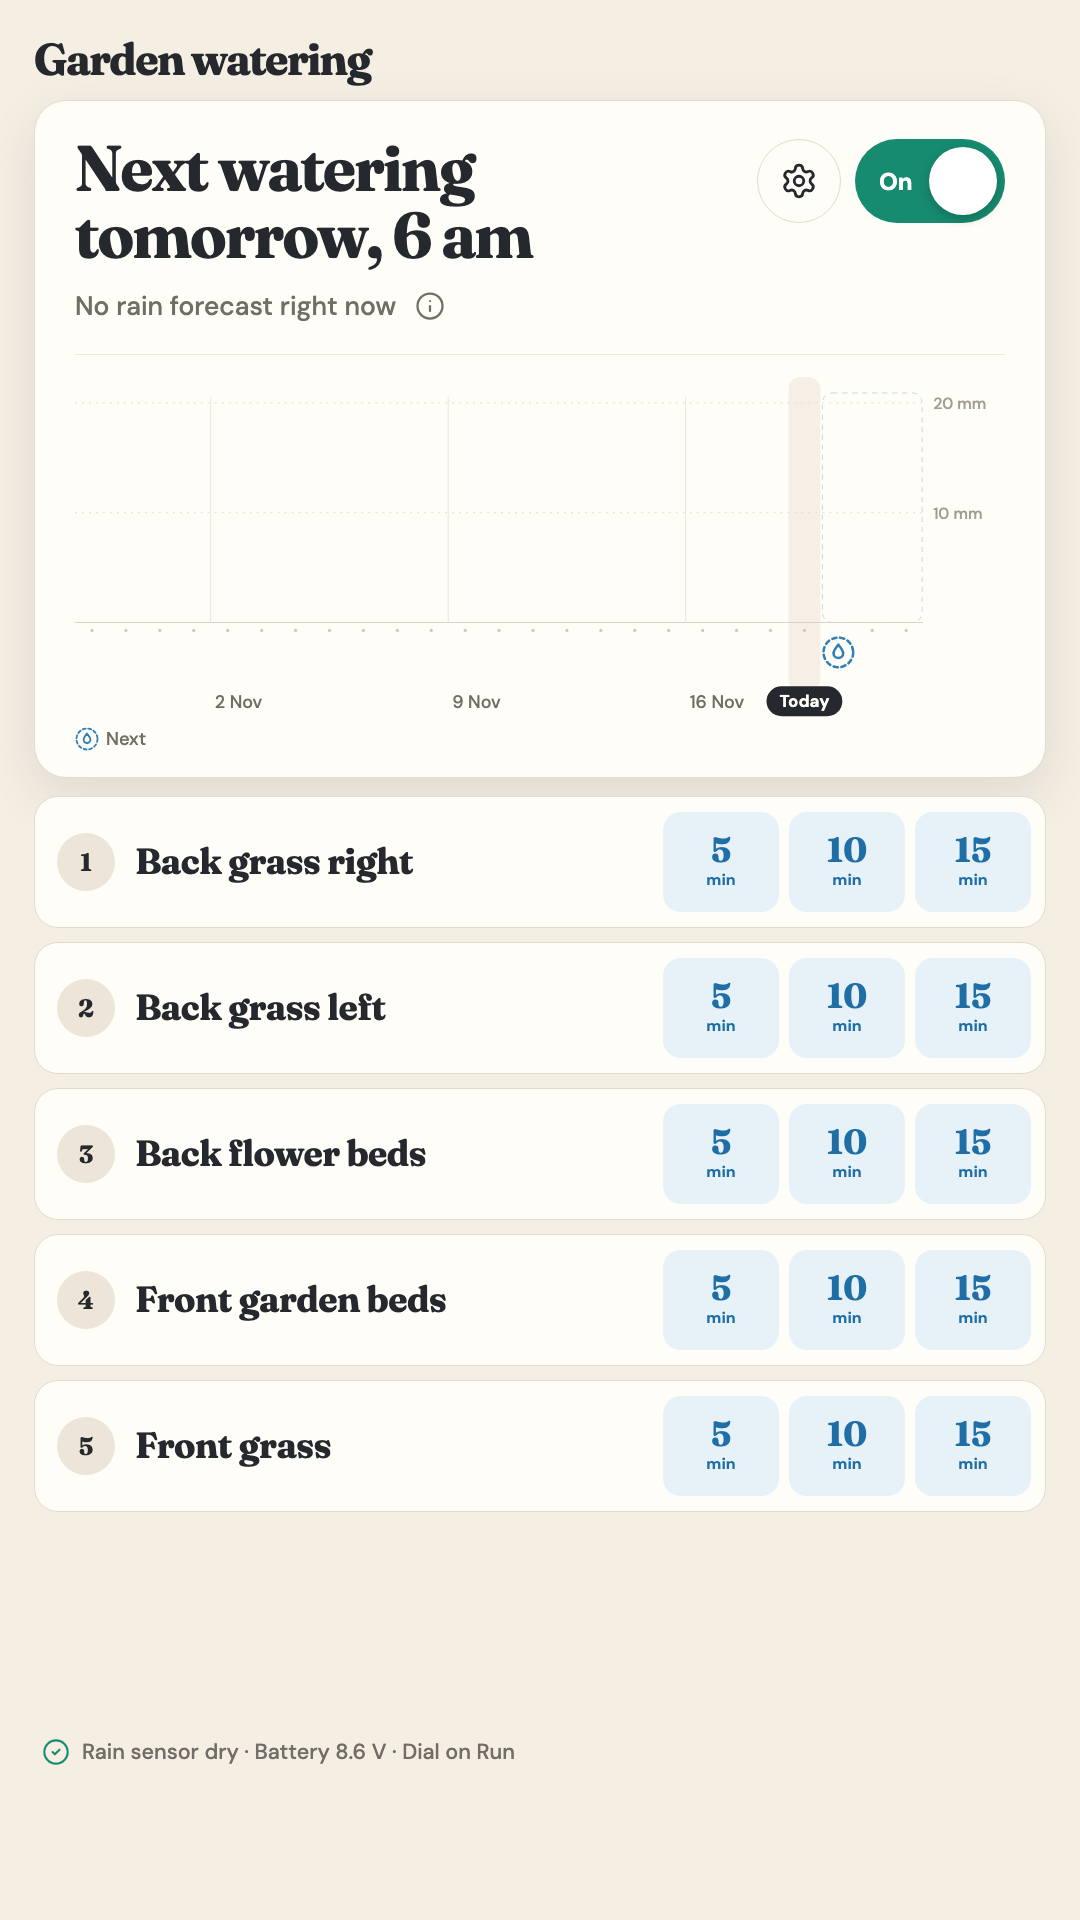 Garden watering
Next watering
tomorrow, 6 am
On
No rain forecast right now
20 mm
10 mm
2 Nov
9 Nov
16 Nov
Today
Next
1
Back grass right
5 min
10 min
15 min
2
Back grass left
5 min
10 min
15 min
3
Back flower beds
5 min
10 min
15 min
4
Front garden beds
5 min
10 min
15 min
5
Front grass
5 min
10 min
15 min
Rain sensor dry · Battery 8.6 V · Dial on Run